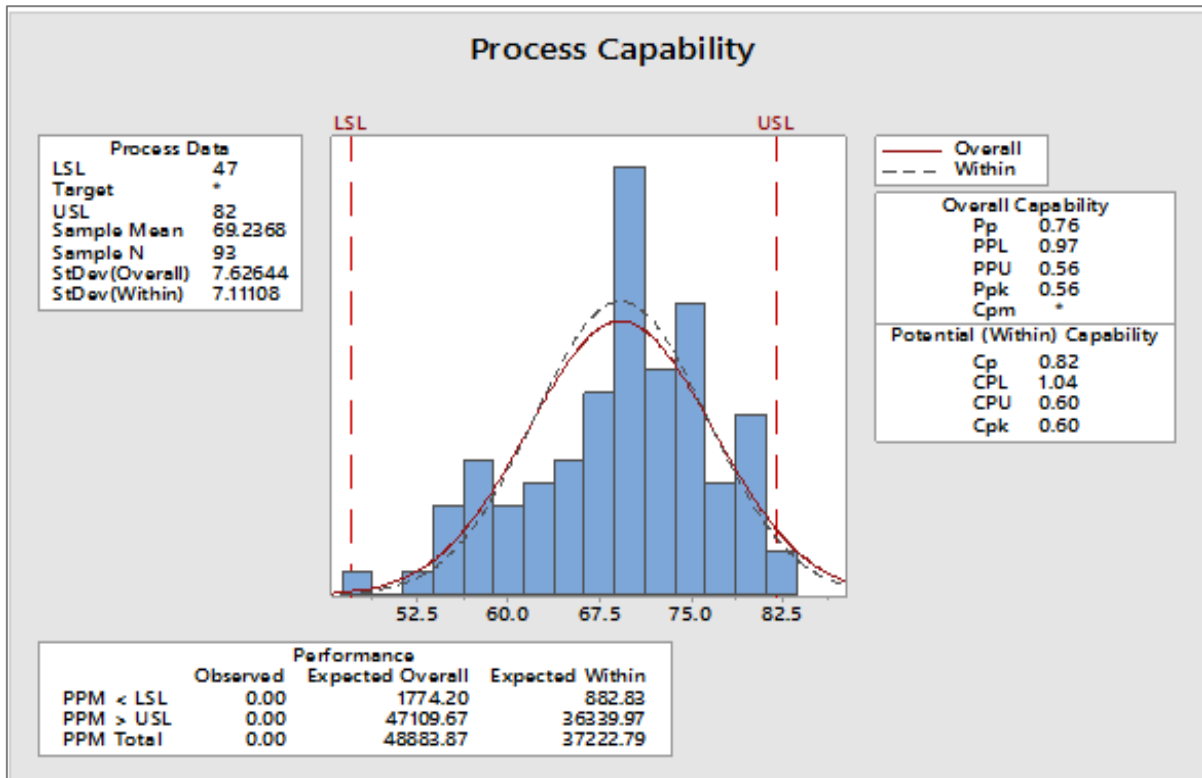 Process Capability
LSL
USL
Process Data
LSL 47
Target *
USL 82
Sample Mean 69.2368
Sample N 93
StDev(Overall) 7.62644
StDev(Within) 7.11108
Overall
Within
Overall Capability
Pp 0.76
PPL 0.97
PPU 0.56
Ppk 0.56
Cpm *
Potential (Within) Capability
Cp 0.82
CPL 1.04
CPU 0.60
Cpk 0.60
52.5 60.0 67.5 75.0 82.5
Performance
Observed Expected Overall Expected Within
PPM < LSL 0.00 1774.20 882.83
PPM > USL 0.00 47109.67 36339.97
PPM Total 0.00 48883.87 37222.79